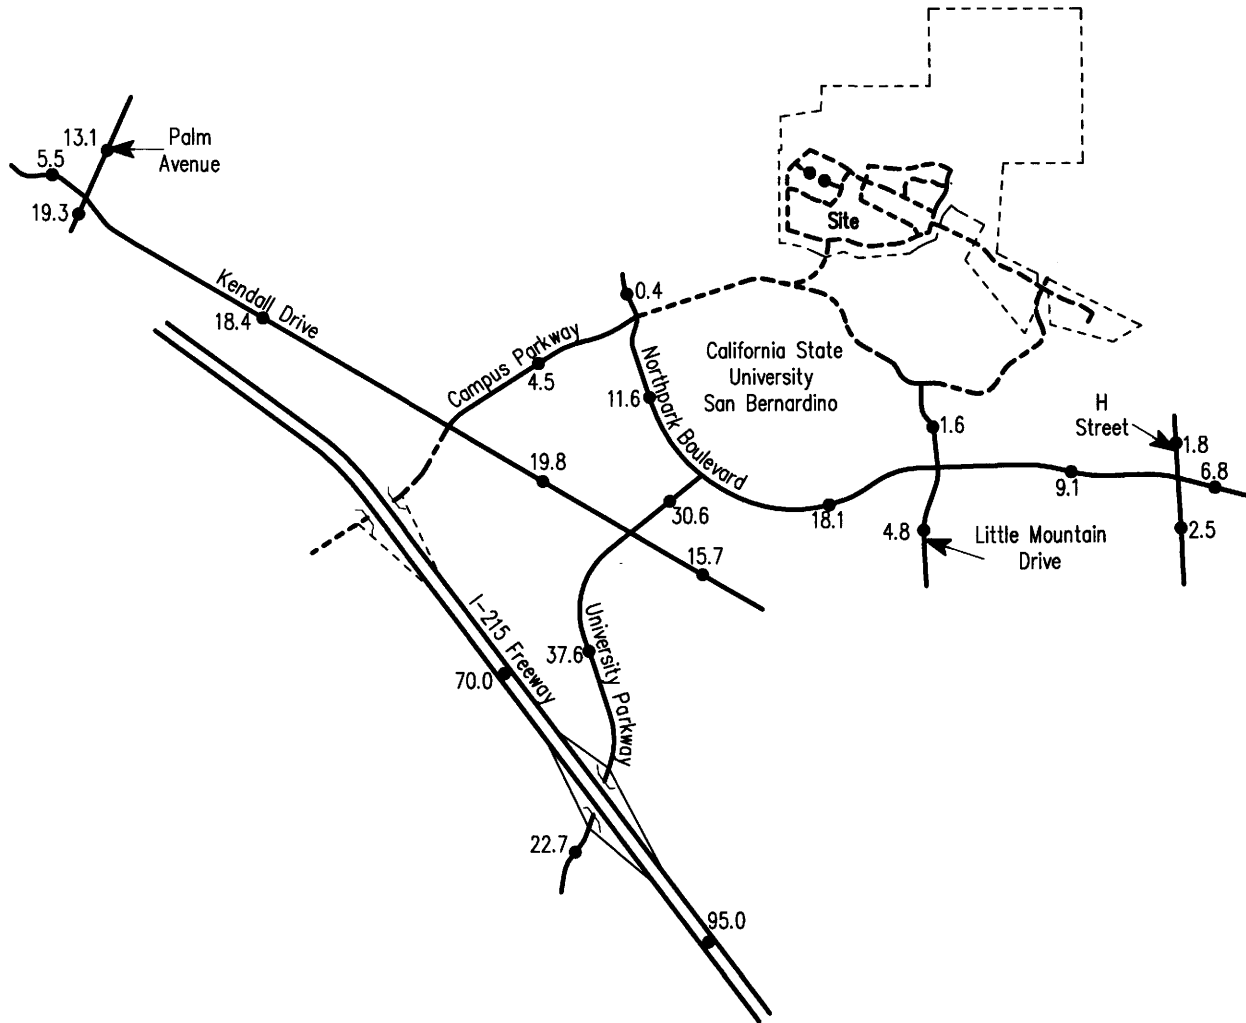 13.1
Palm
Avenue
5.5
19.3
Site
Kendall Drive
18.4
0.4
Campus Parkway
4.5
Northpark Boulevard
11.6
California State
University
San Bernardino
H
Street
1.6
1.8
6.8
19.8
9.1
30.6
18.1
4.8
Little Mountain
Drive
2.5
15.7
I-215 Freeway
University Parkway
37.6
70.0
22.7
95.0